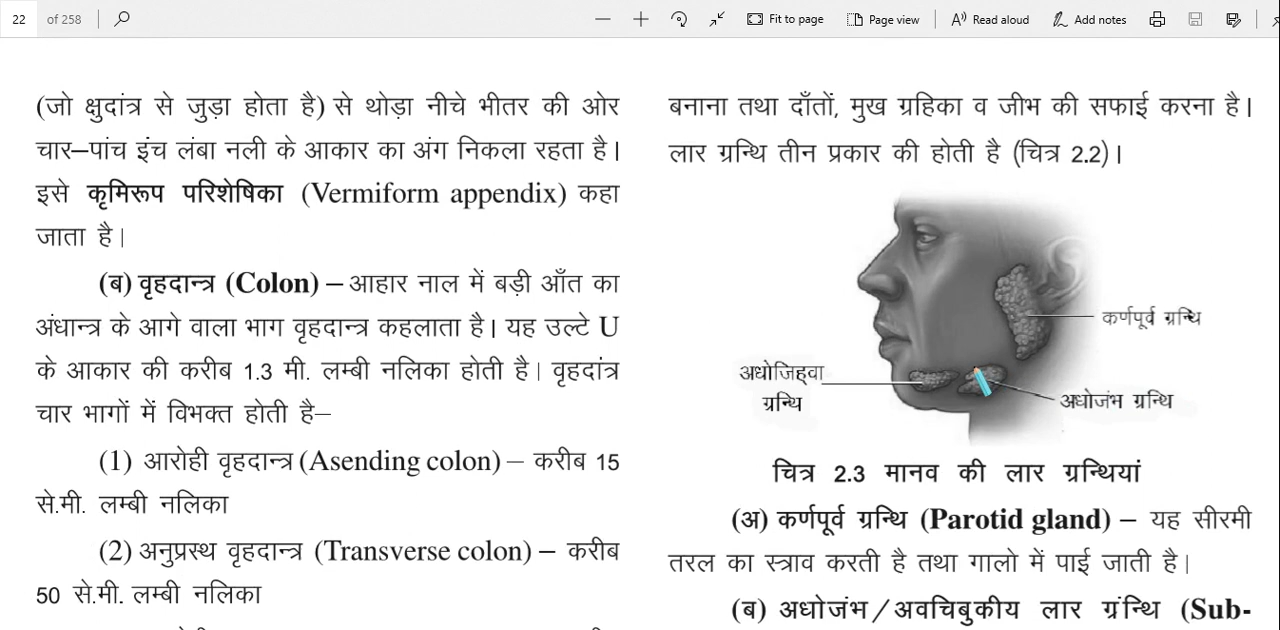 22 of 258 Fit to page Page view Read aloud Add notes
(जो क्षुदांत्र से जुड़ा होता है) से थोड़ा नीचे भीतर की ओर
चार–पांच इंच लंबा नली के आकार का अंग निकला रहता है।
इसे कृमिरूप परिशेषिका (Vermiform appendix) कहा
जाता है।
(ब) वृहदान्त्र (Colon) – आहार नाल में बड़ी आँत का
अंधान्त्र के आगे वाला भाग वृहदान्त्र कहलाता है। यह उल्टे U
के आकार की करीब 1.3 मी. लम्बी नलिका होती है। वृहदांत्र
चार भागों में विभक्त होती है–
(1) आरोही वृहदान्त्र (Asending colon) – करीब 15
से.मी. लम्बी नलिका
(2) अनुप्रस्थ वृहदान्त्र (Transverse colon) – करीब
50 से.मी. लम्बी नलिका
बनाना तथा दाँतों, मुख ग्रहिका व जीभ की सफाई करना है।
लार ग्रन्थि तीन प्रकार की होती है (चित्र 2.2)।
कर्णपूर्व ग्रन्थि
अधोजिह्वा
ग्रन्थि
अधोजंभ ग्रन्थि
चित्र 2.3 मानव की लार ग्रन्थियां
(अ) कर्णपूर्व ग्रन्थि (Parotid gland) – यह सीरमी
तरल का स्त्राव करती है तथा गालो में पाई जाती है।
(ब) अधोजंभ/अवचिबुकीय लार ग्रंन्थि (Sub-